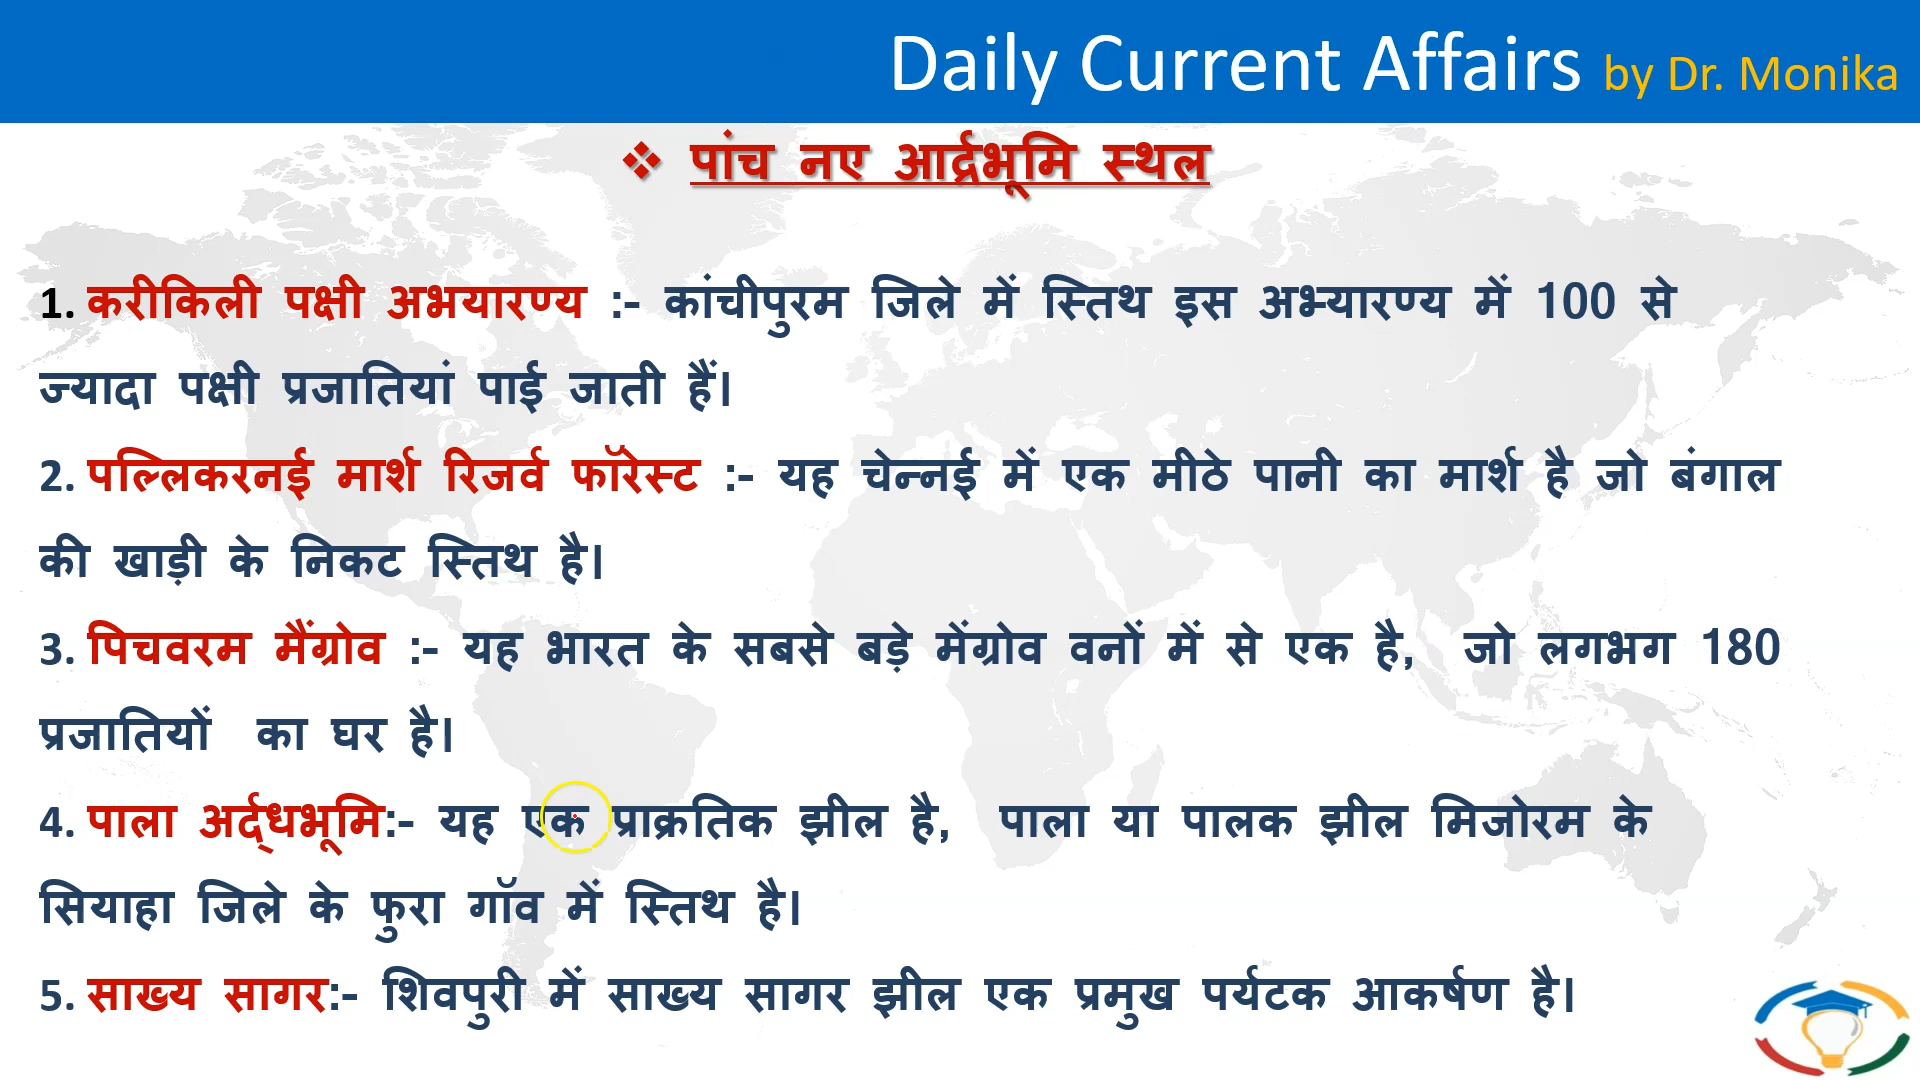 Daily Current Affairs by Dr. Monika
❖ पांच नए आर्द्रभूमि स्थल
1. करीकिली पक्षी अभयारण्य :- कांचीपुरम जिले में स्तिथ इस अभ्यारण्य में 100 से
ज्यादा पक्षी प्रजातियां पाई जाती हैं।
2. पल्लिकरनई मार्श रिजर्व फॉरेस्ट :- यह चेन्नई में एक मीठे पानी का मार्श है जो बंगाल
की खाड़ी के निकट स्तिथ है।
3. पिचवरम मैंग्रोव :- यह भारत के सबसे बड़े मेंग्रोव वनों में से एक है, जो लगभग 180
प्रजातियों का घर है।
4. पाला अर्द्धभूमि:- यह एक प्राक्रतिक झील है, पाला या पालक झील मिजोरम के
सियाहा जिले के फुरा गॉव में स्तिथ है।
5. साख्य सागर:- शिवपुरी में साख्य सागर झील एक प्रमुख पर्यटक आकर्षण है।